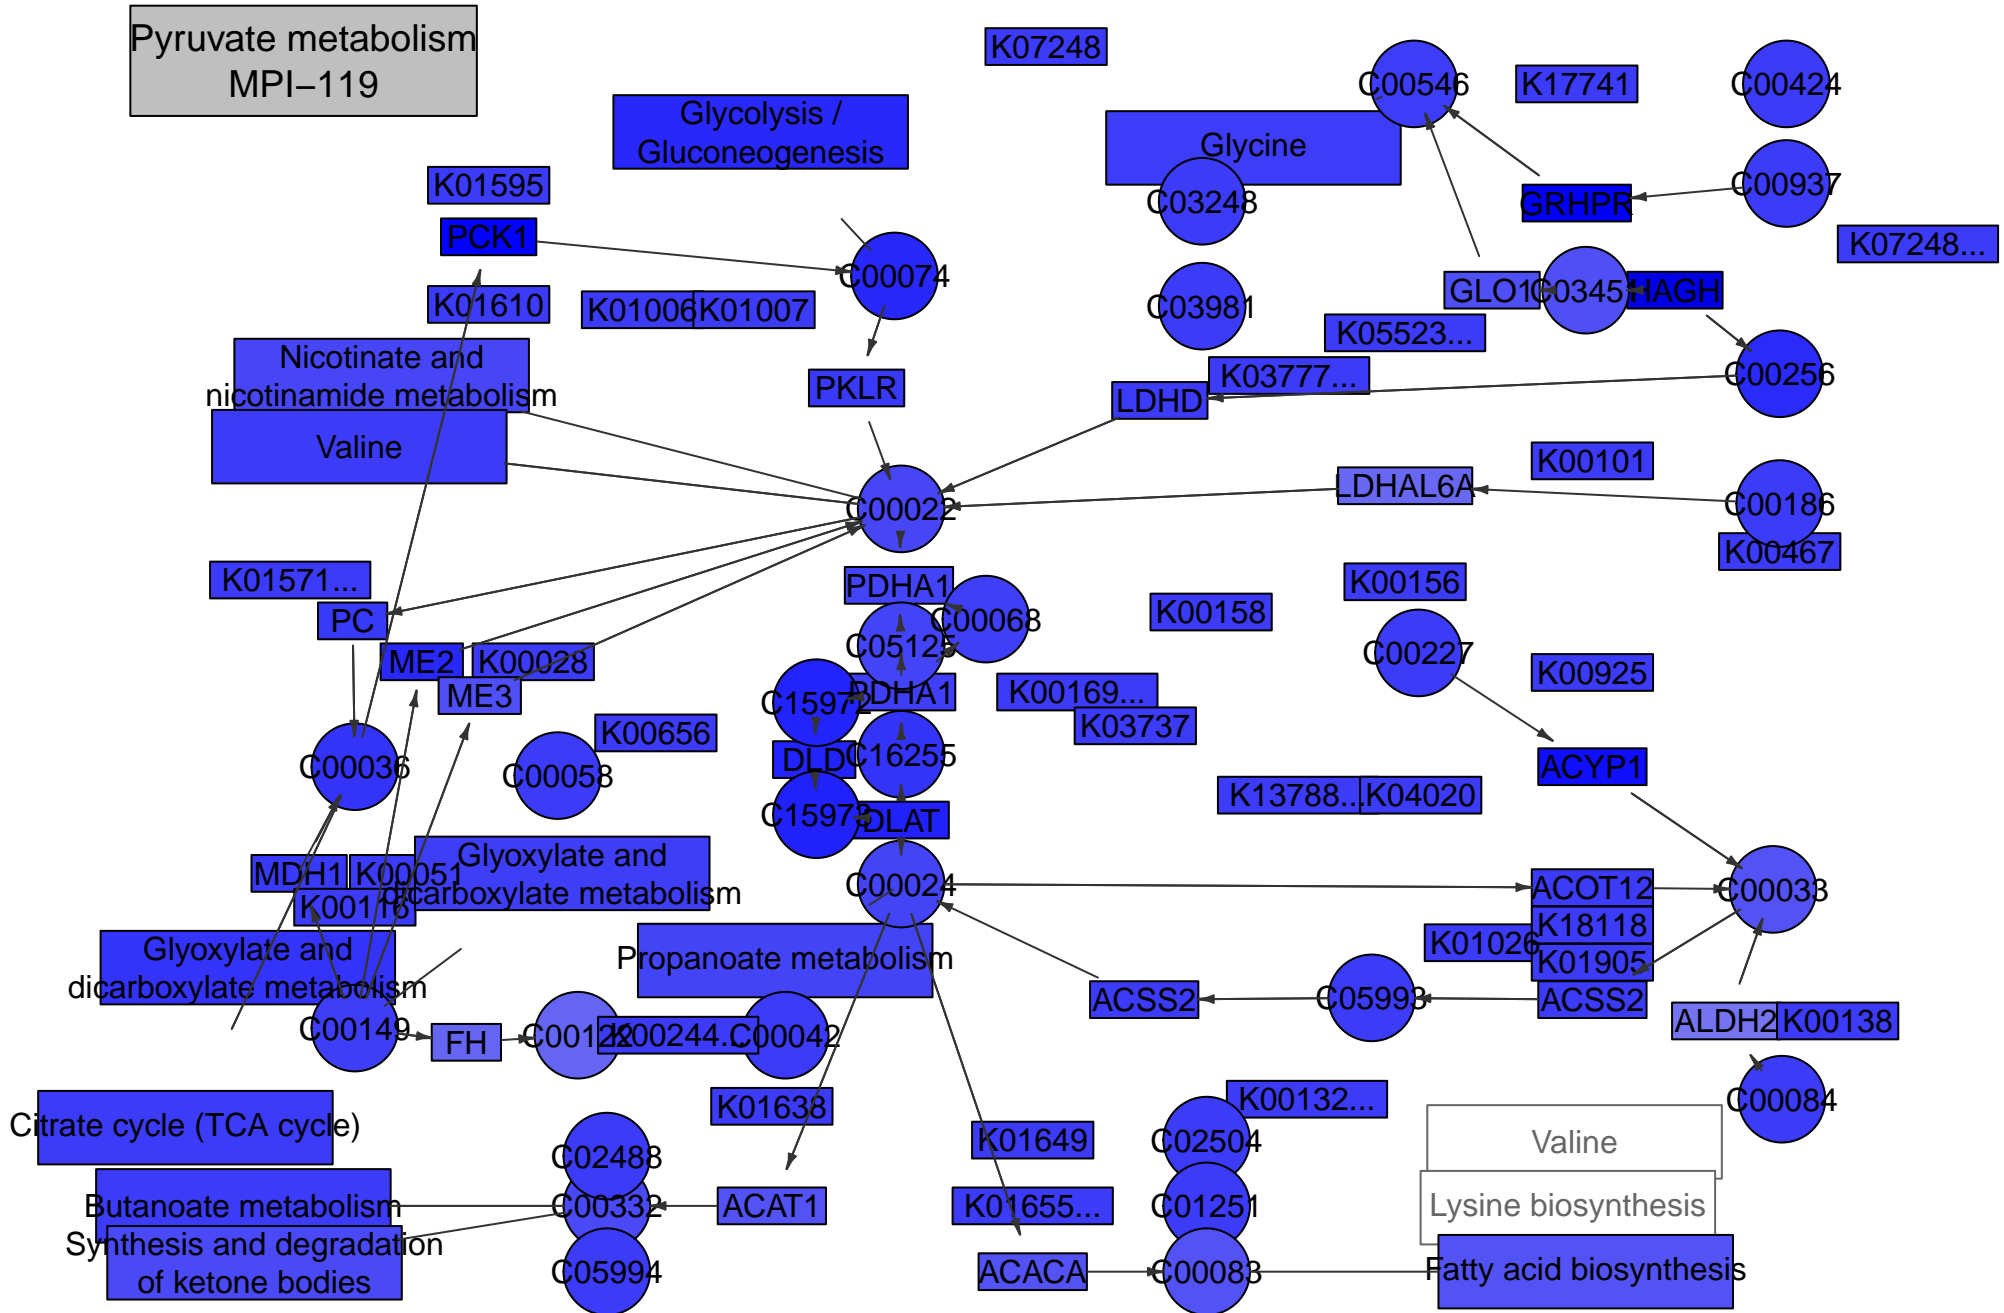 Pyruvate metabolism
MPI−119
K07248
C00546
K17741
C00424
Glycolysis /
Gluconeogenesis
Glycine
K01595
C03248
GRHPR
C00937
PCK1
K07248...
C00074
K01610
K01006
K01007
C03981
GLO1
C03451
HAGH
K05523...
Nicotinate and
nicotinamide metabolism
PKLR
K03777...
LDHD
C00256
Valine
K00101
LDHAL6A
C00186
C00022
K00467
K01571...
PDHA1
K00156
PC
C00068
K00158
C05125
C00227
ME2
K00028
ME3
K00925
C15972
PDHA1
K00169...
K03737
K00656
C00036
C00058
DLD
C16255
ACYP1
K13788...
K04020
C15973
DLAT
MDH1
K00051
Glyoxylate and
dicarboxylate metabolism
C00024
ACOT12
C00033
K00116
K18118
K01026
K01905
Glyoxylate and
dicarboxylate metabolism
Propanoate metabolism
ACSS2
C05993
ACSS2
C00149
FH
C00122
K00244...
C00042
ALDH2
K00138
K01638
K00132...
C00084
Citrate cycle (TCA cycle)
C02488
K01649
C02504
Valine
Butanoate metabolism
C00332
ACAT1
K01655...
C01251
Lysine biosynthesis
Synthesis and degradation
of ketone bodies
C05994
ACACA
C00083
Fatty acid biosynthesis